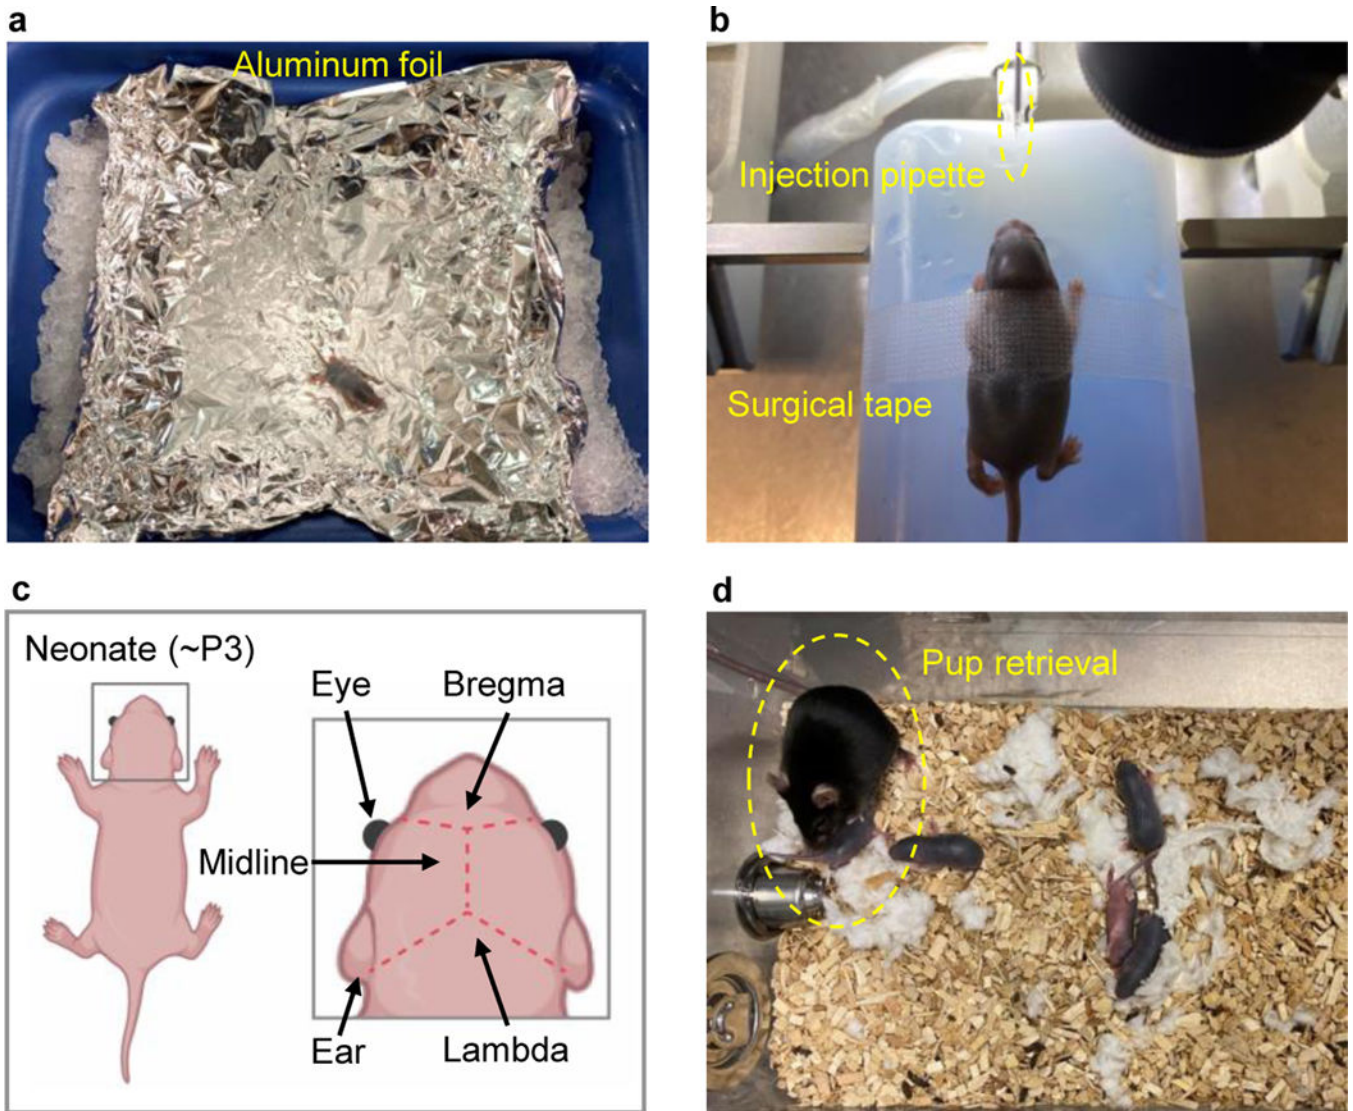 a
Aluminum foil
b
Injection pipette
Surgical tape
c
Neonate (~P3)
Eye
Bregma
Midline
Ear
Lambda
d
Pup retrieval